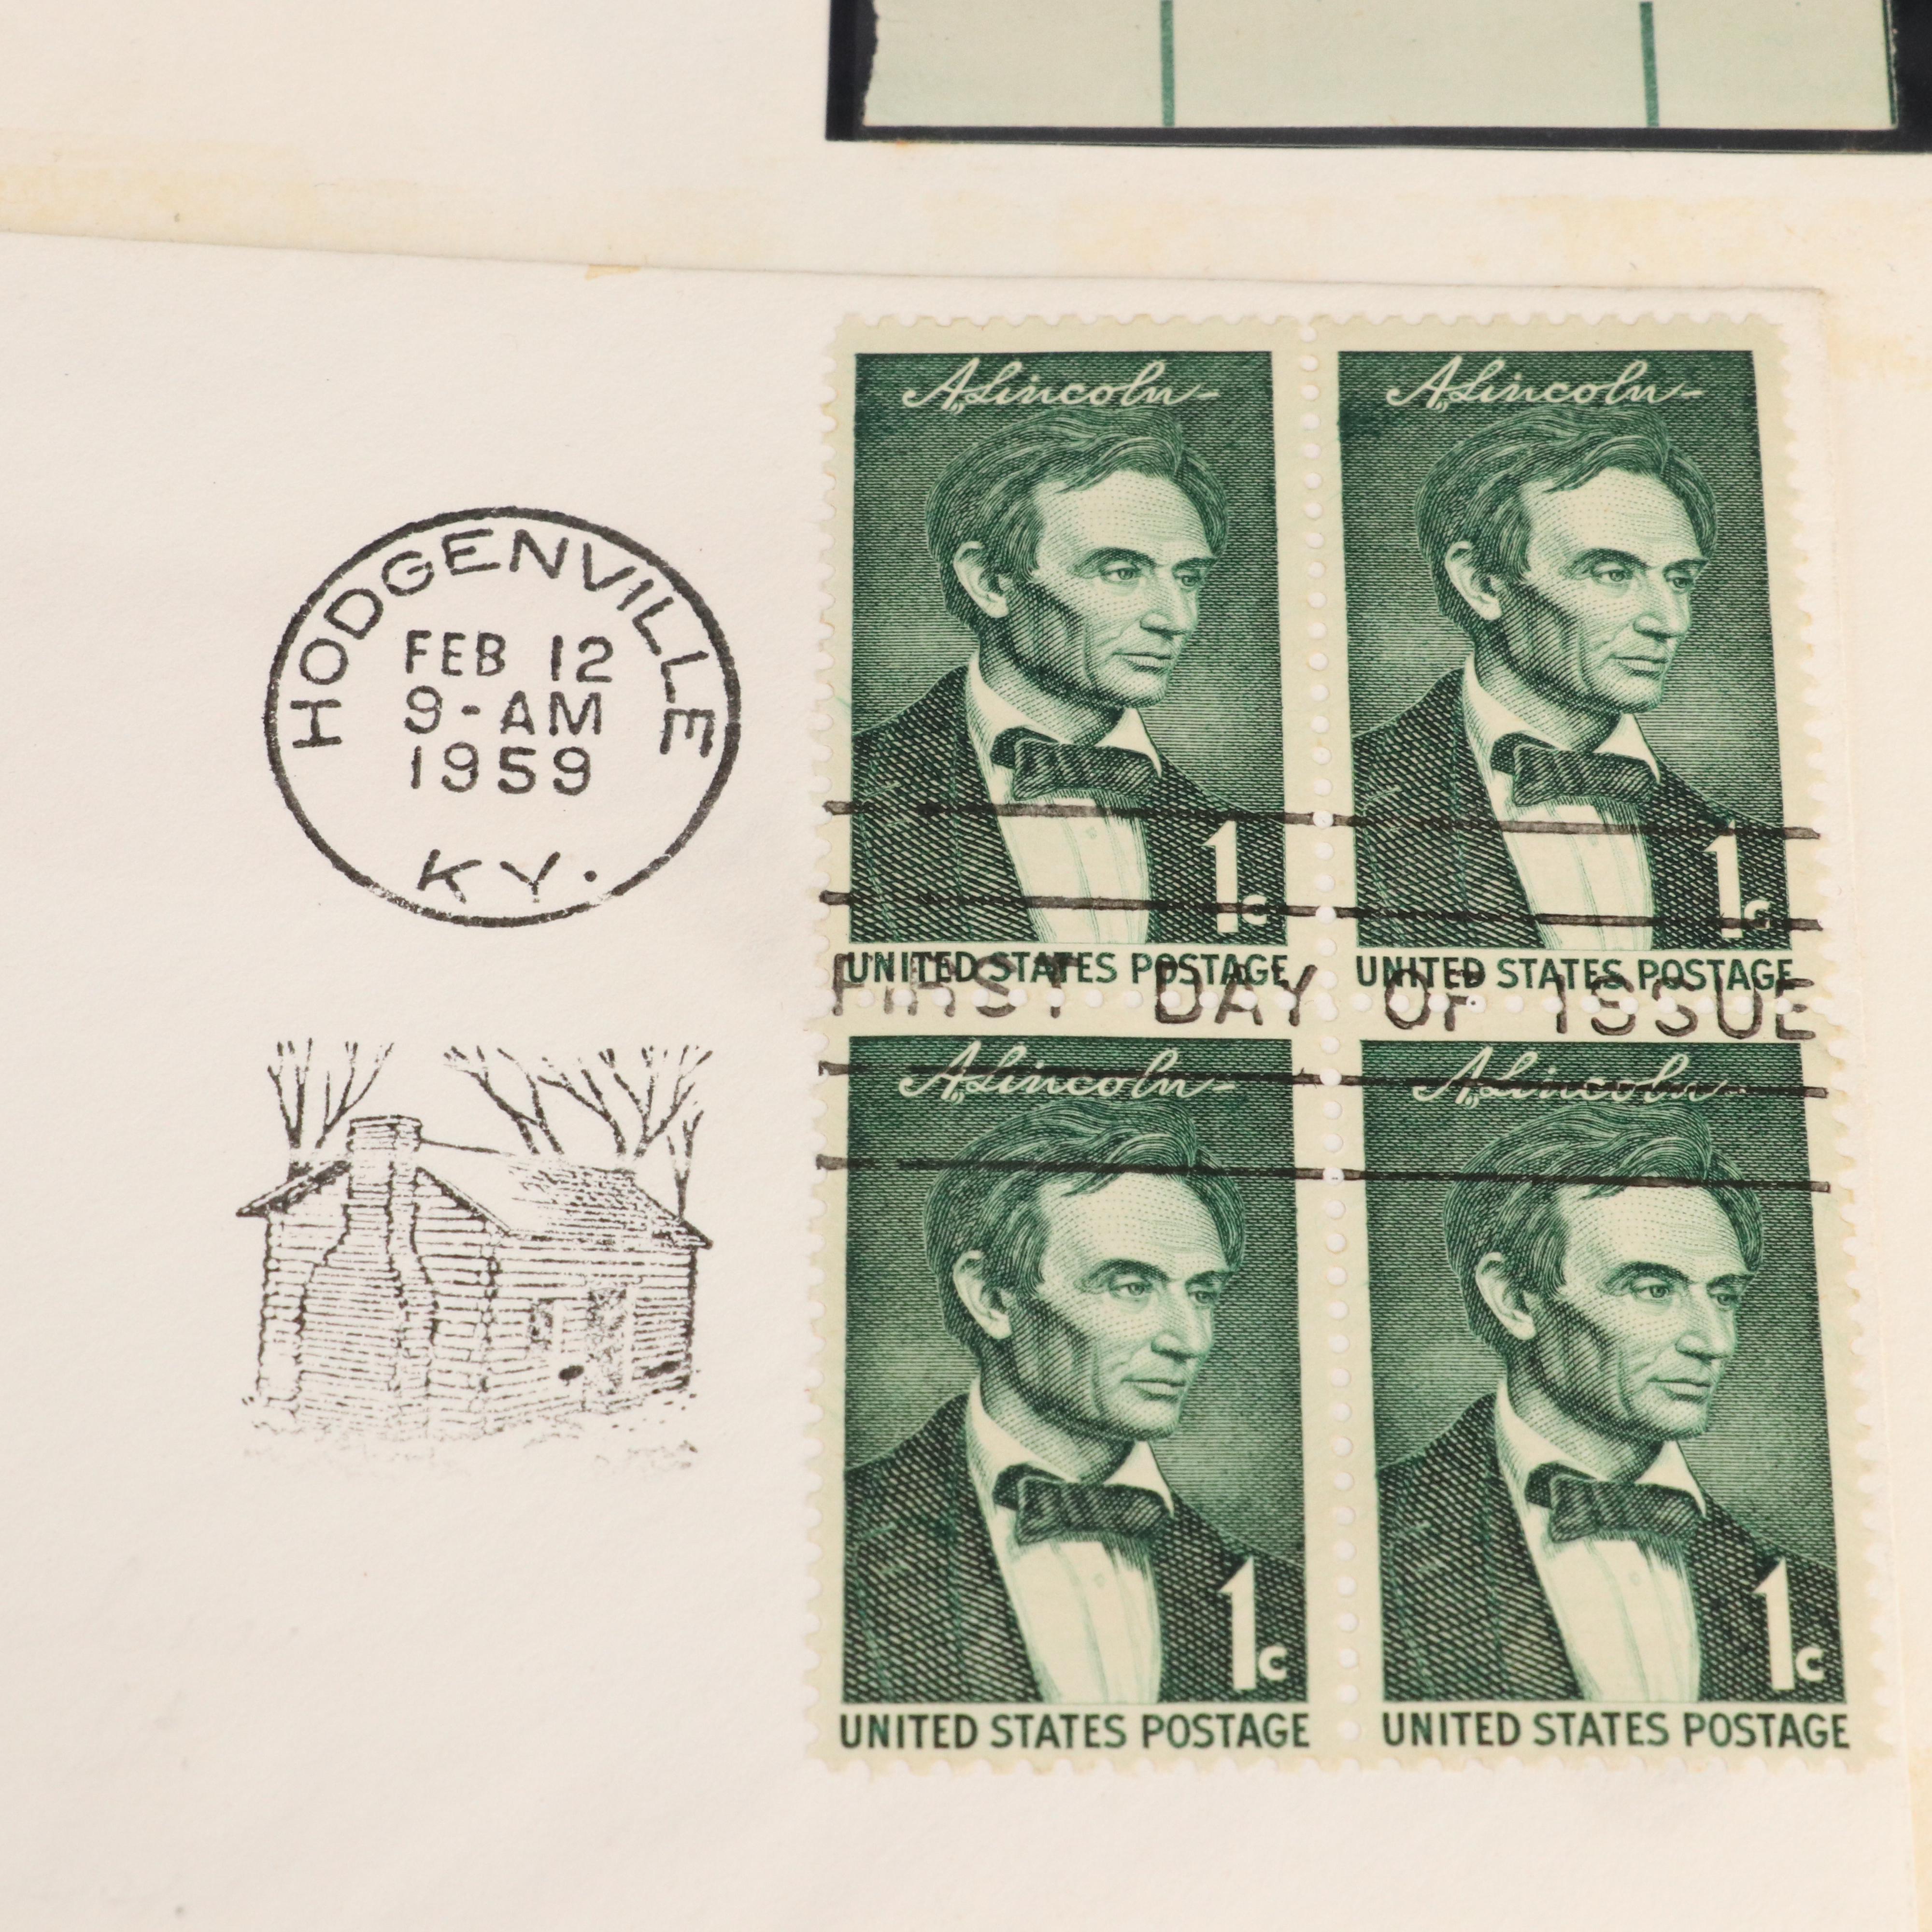 HODGENVILLE
FEB 12
9-AM
1959
KY.
A. Lincoln-
1c
UNITED STATES POSTAGE
A. Lincoln-
1c
UNITED STATES POSTAGE
FIRST DAY OF ISSUE
A. Lincoln-
1c
UNITED STATES POSTAGE
A. Lincoln-
1c
UNITED STATES POSTAGE